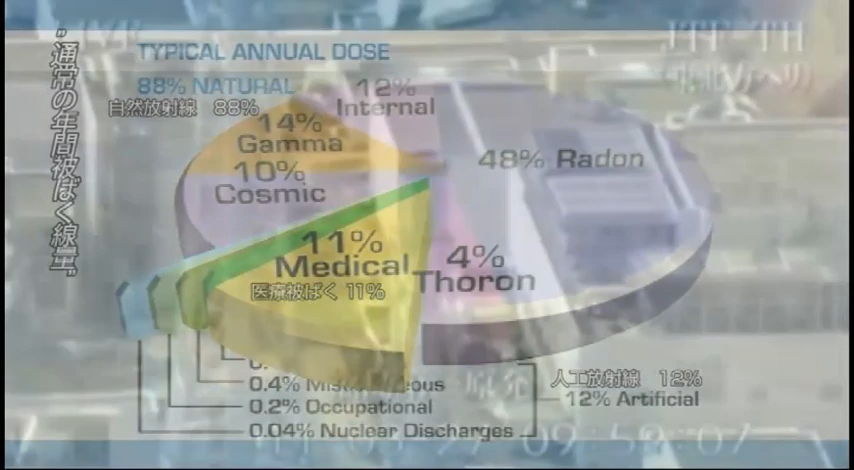 "通常の年間被ばく線量"
TYPICAL ANNUAL DOSE
88% NATURAL
自然放射線 88%
12%
Internal
14%
Gamma
10%
Cosmic
48% Radon
11%
Medical
医療被ばく 11%
4%
Thoron
0.4%
0.2% Occupational
0.04% Nuclear Discharges
人工放射線 12%
12% Artificial